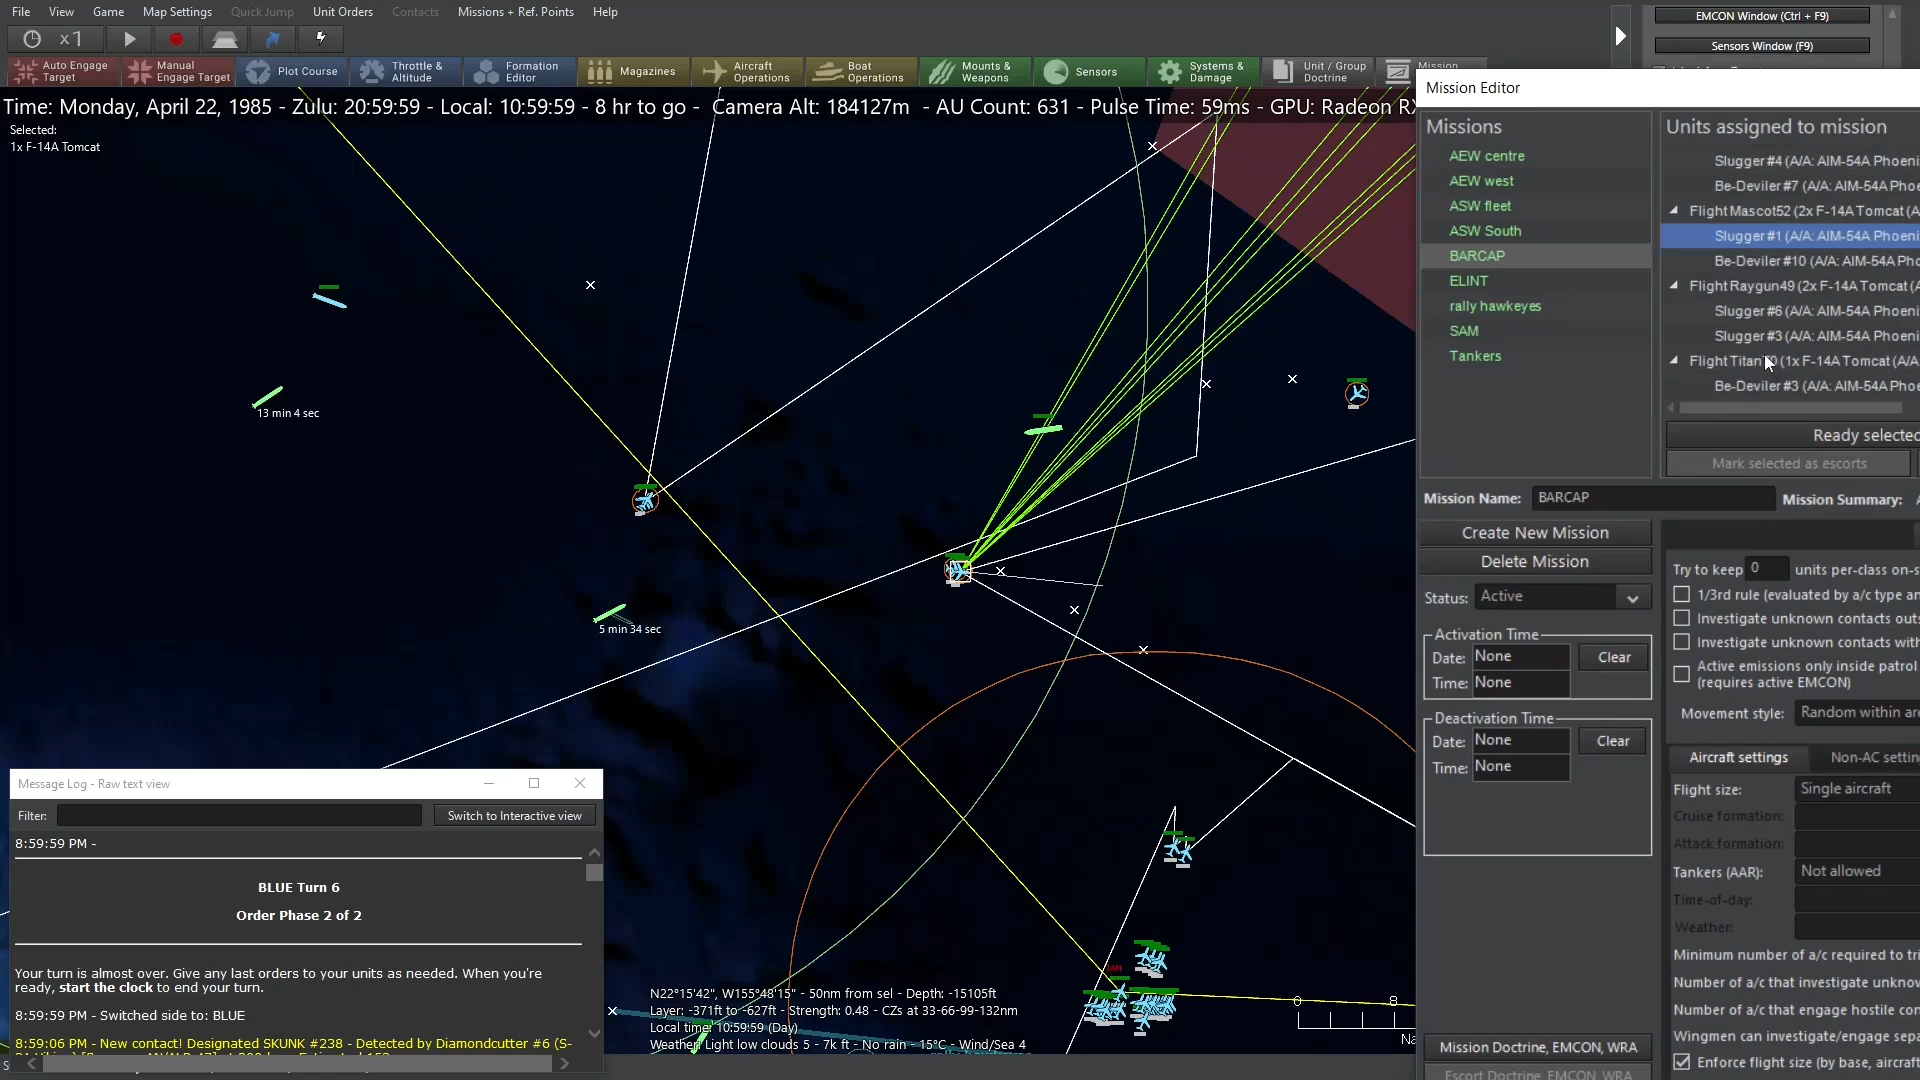 File View Game Map Settings Quick Jump Unit Orders Contacts Missions + Ref. Points Help
x1
Auto Engage Target
Manual Engage Target
Plot Course
Throttle & Altitude
Formation Editor
Magazines
Aircraft Operations
Boat Operations
Mounts & Weapons
Sensors
Systems & Damage
Unit / Group Doctrine
Mission
EMCON Window (Ctrl + F9)
Sensors Window (F9)
Time: Monday, April 22, 1985 - Zulu: 20:59:59 - Local: 10:59:59 - 8 hr to go - Camera Alt: 184127m - AU Count: 631 - Pulse Time: 59ms - GPU: Radeon
Selected:
1x F-14A Tomcat
13 min 4 sec
5 min 34 sec
JAM
0 8
N22°15'42", W155°48'15" - 50nm from sel - Depth: -15105ft
Layer: -371ft to -627ft - Strength: 0.48 - CZs at 33-66-99-132nm
Local time: 10:59:59 (Day)
Weather: Light low clouds 5 - 7k ft - No rain - 15°C - Wind/Sea 4
Message Log - Raw text view
Filter:
Switch to Interactive view
8:59:59 PM -
BLUE Turn 6
Order Phase 2 of 2
Your turn is almost over. Give any last orders to your units as needed. When you're
ready, start the clock to end your turn.
8:59:59 PM - Switched side to: BLUE
8:59:06 PM - New contact! Designated SKUNK #238 - Detected by Diamondcutter #6 (S-
Mission Editor
Missions
AEW centre
AEW west
ASW fleet
ASW South
BARCAP
ELINT
rally hawkeyes
SAM
Tankers
Units assigned to mission
Slugger #4 (A/A: AIM-54A Phoeni
Be-Deviler #7 (A/A: AIM-54A Phoe
Flight Mascot52 (2x F-14A Tomcat (A
Slugger #1 (A/A: AIM-54A Phoeni
Be-Deviler #10 (A/A: AIM-54A Pho
Flight Raygun49 (2x F-14A Tomcat (A
Slugger #6 (A/A: AIM-54A Phoeni
Slugger #3 (A/A: AIM-54A Phoeni
Flight (1x F-14A Tomcat (A/A
Be-Deviler #3 (A/A: AIM-54A Phoe
Ready selected
Mark selected as escorts
Mission Name: BARCAP Mission Summary:
Create New Mission
Delete Mission
Status: Active
Activation Time
Date: None Clear
Time: None
Deactivation Time
Date: None Clear
Time: None
Mission Doctrine, EMCON, WRA
Escort Doctrine, EMCON, WRA
Try to keep 0 units per-class on-s
1/3rd rule (evaluated by a/c type an
Investigate unknown contacts outs
Investigate unknown contacts with
Active emissions only inside patrol
(requires active EMCON)
Movement style: Random within are
Aircraft settings Non-AC setting
Flight size: Single aircraft
Cruise formation:
Attack formation:
Tankers (AAR): Not allowed
Time-of-day:
Weather:
Minimum number of a/c required to tri
Number of a/c that investigate unknow
Number of a/c that engage hostile con
Wingmen can investigate/engage sepa
Enforce flight size (by base, aircraft